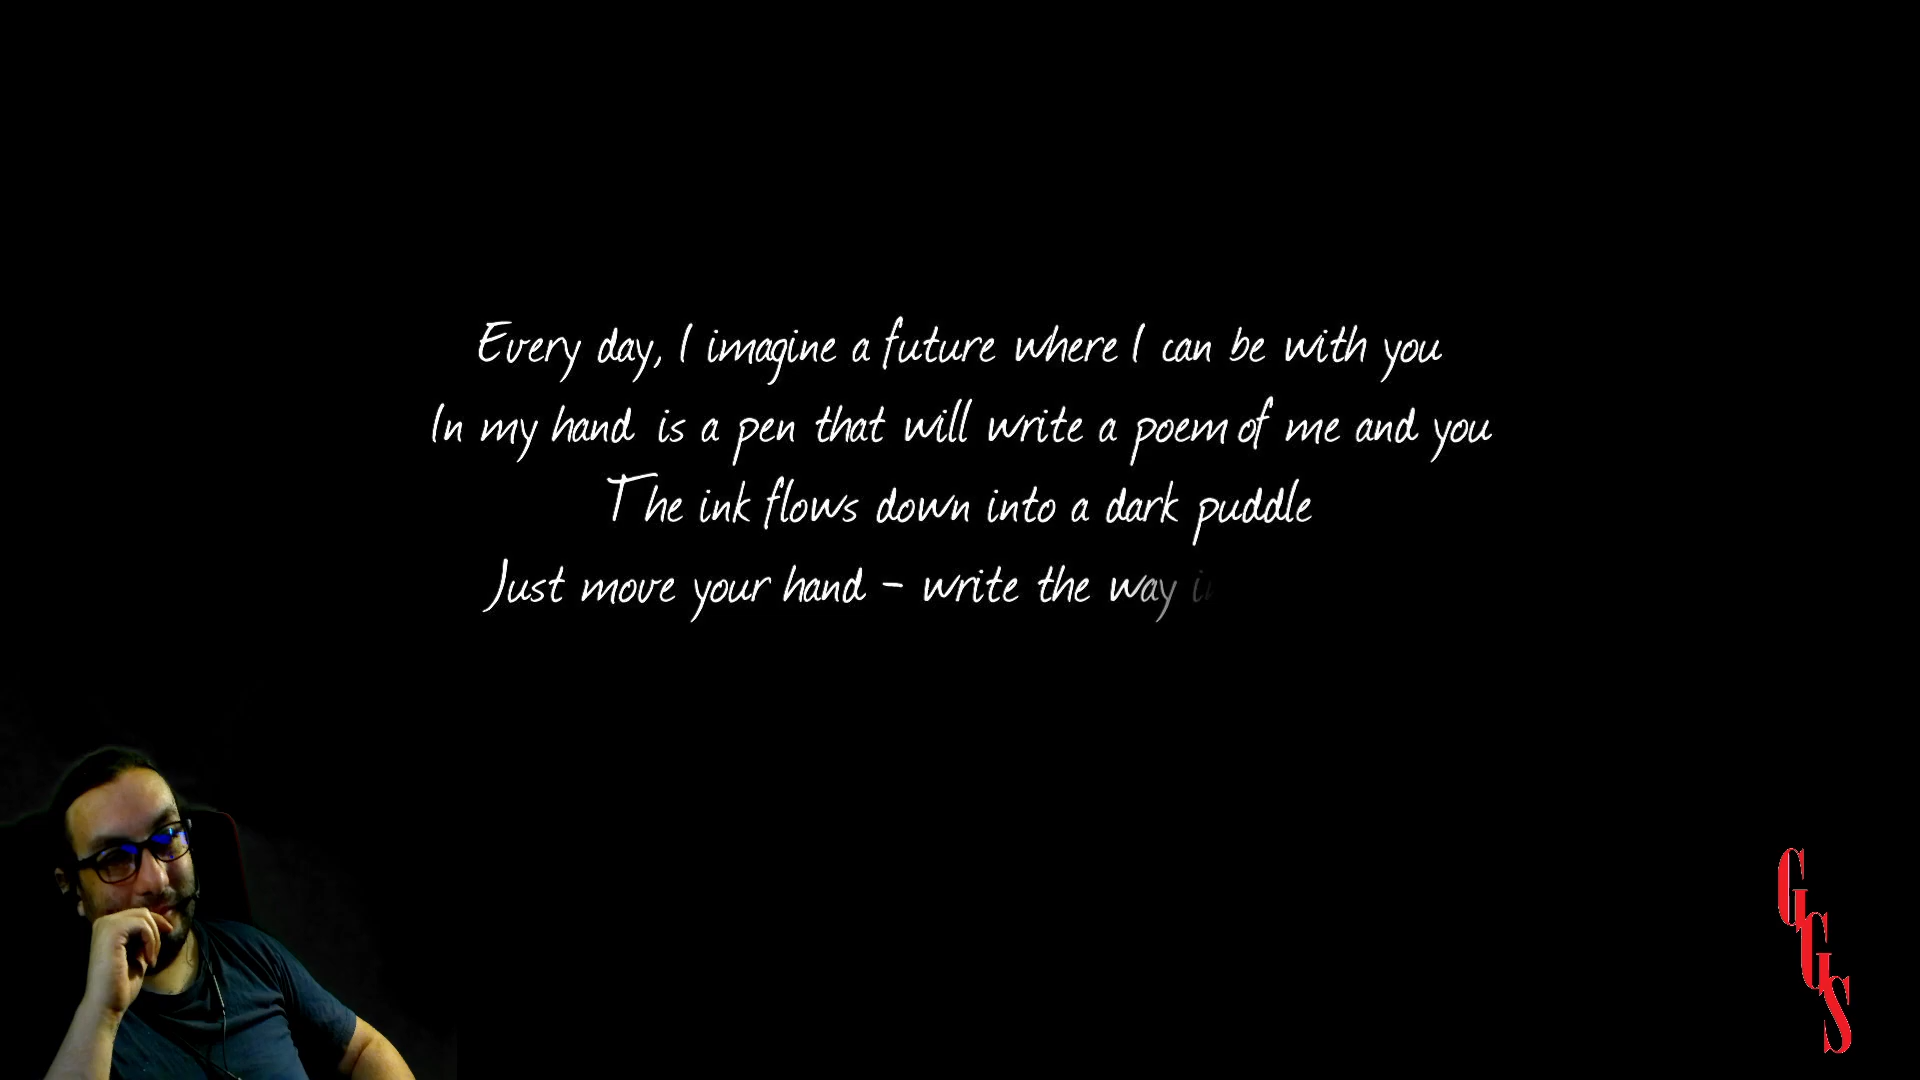 Every day, I imagine a future where I can be with you
In my hand is a pen that will write a poem of me and you
The ink flows down into a dark puddle
Just move your hand - write the way
GGS